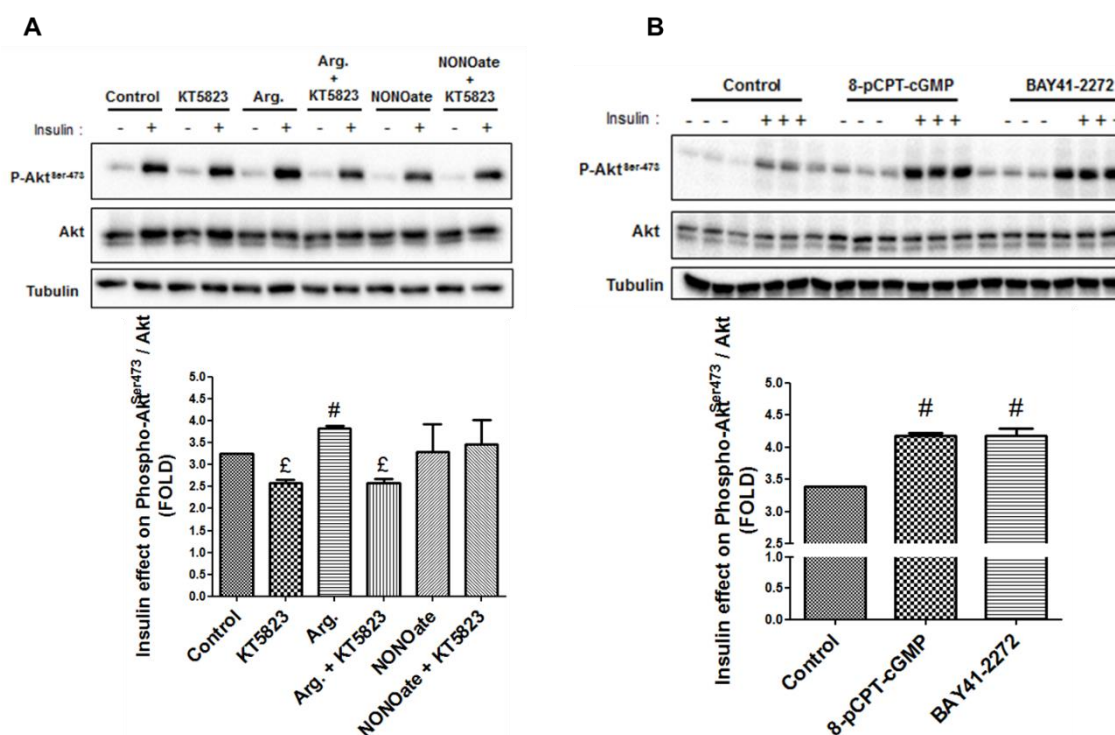 A
Control KT5823 Arg. Arg. + KT5823 NONOate NONOate + KT5823
Insulin : - + - + - + - + - + - +
P-Akt Ser-473
Akt
Tubulin
Insulin effect on Phospho-Akt Ser473 / Akt
(FOLD)
5.0
4.5
4.0
3.5
3.0
2.5
2.0
1.5
1.0
0.5
0.0
£
#
£
Control
KT5823
Arg.
Arg. + KT5823
NONOate
NONOate + KT5823
B
Control 8-pCPT-cGMP BAY41-2272
Insulin : - - - + + + - - - + + + - - - + +
P-Akt Ser-473
Akt
Tubulin
Insulin effect on Phospho-Akt Ser473 / Akt
(FOLD)
5.0
4.5
4.0
3.5
3.0
2.5
1.0
0.5
0.0
#
#
Control
8-pCPT-cGMP
BAY41-2272